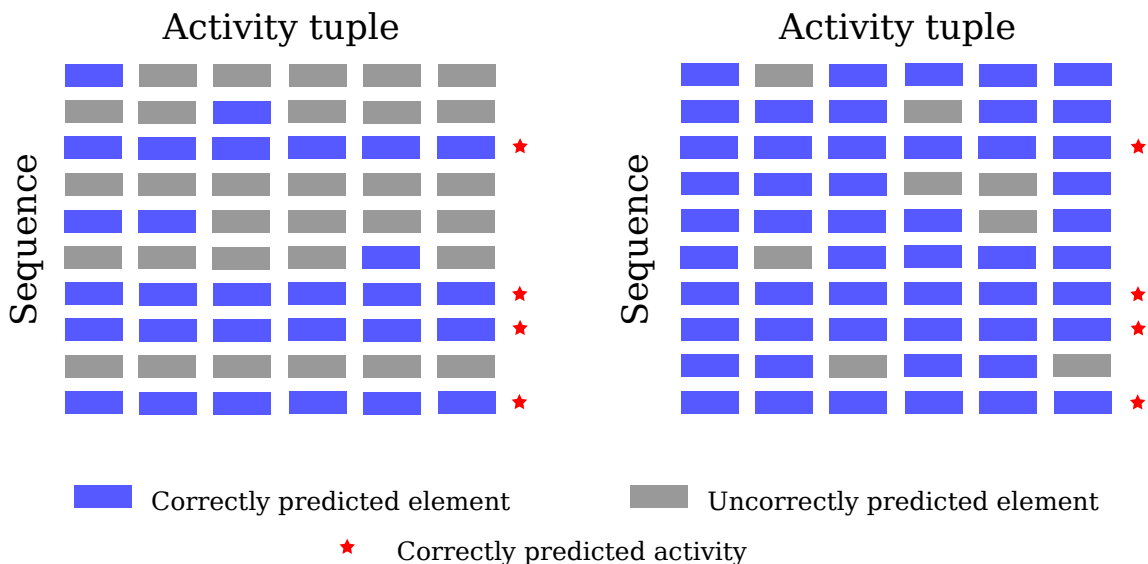 Activity tuple
Activity tuple
Sequence
Sequence
Correctly predicted element
Uncorrectly predicted element
Correctly predicted activity